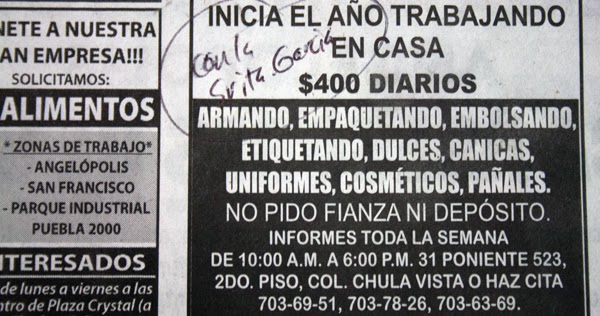 NETE A NUESTRA
AN EMPRESA!!!
SOLICITAMOS:
ALIMENTOS
*ZONAS DE TRABAJO*
- ANGELÓPOLIS
- SAN FRANCISCO
- PARQUE INDUSTRIAL
PUEBLA 2000
NTERESADOS
de lunes a viernes a las
ntro de Plaza Crystal (a
INICIA EL AÑO TRABAJANDO
EN CASA
con la
Srita. Garcia
$400 DIARIOS
ARMANDO, EMPAQUETANDO, EMBOLSANDO,
ETIQUETANDO, DULCES, CANICAS,
UNIFORMES, COSMÉTICOS, PAÑALES.
NO PIDO FIANZA NI DEPÓSITO.
INFORMES TODA LA SEMANA
DE 10:00 A.M. A 6:00 P.M. 31 PONIENTE 523,
2DO. PISO, COL. CHULA VISTA O HAZ CITA
703-69-51, 703-78-26, 703-63-69.